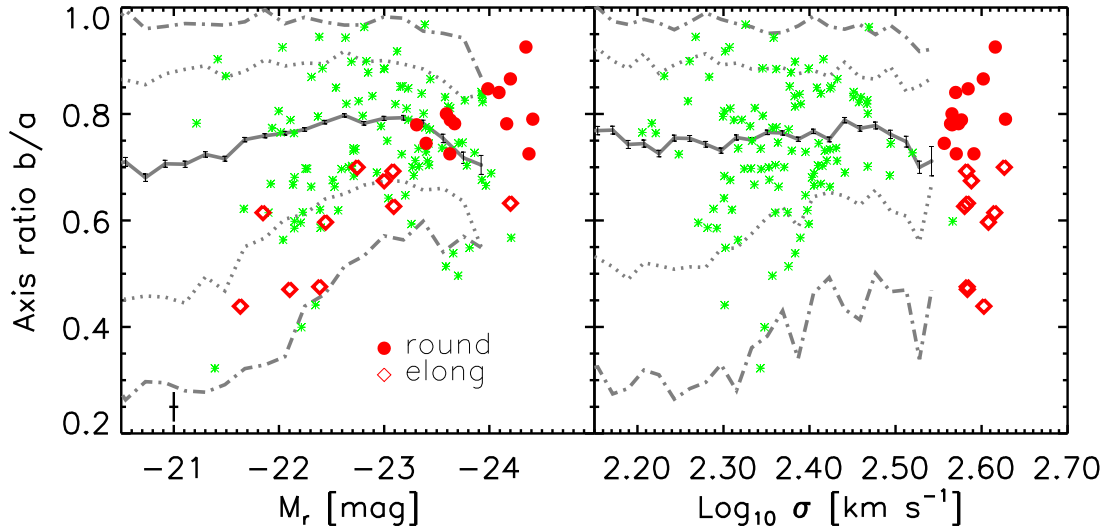 1.0
0.8
0.6
0.4
0.2
Axis ratio b/a
round
elong
-21 -22 -23 -24
2.20 2.30 2.40 2.50 2.60 2.70
M_r [mag]
Log₁₀ σ [km s⁻¹]